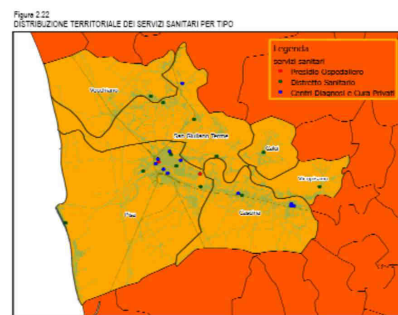 Figura 2.22
DISTRIBUZIONE TERRITORIALE DEI SERVIZI SANITARI PER TIPO
Legenda
servizi sanitari
Presidio Ospedaliero
Distretto Sanitario
Centri Diagnosi e Cura Privati
Vecchiano
San Giuliano Terme
Calci
Vicopisano
Pisa
Cascina